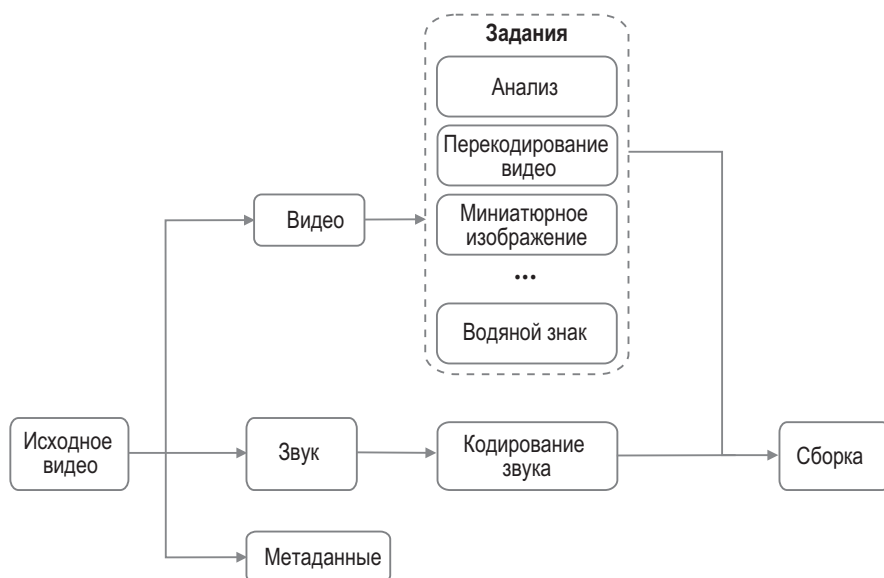 Задания
Анализ
Перекодирование
видео
Видео
Миниатюрное
изображение
...
Водяной знак
Исходное
видео
Звук
Кодирование
звука
Сборка
Метаданные